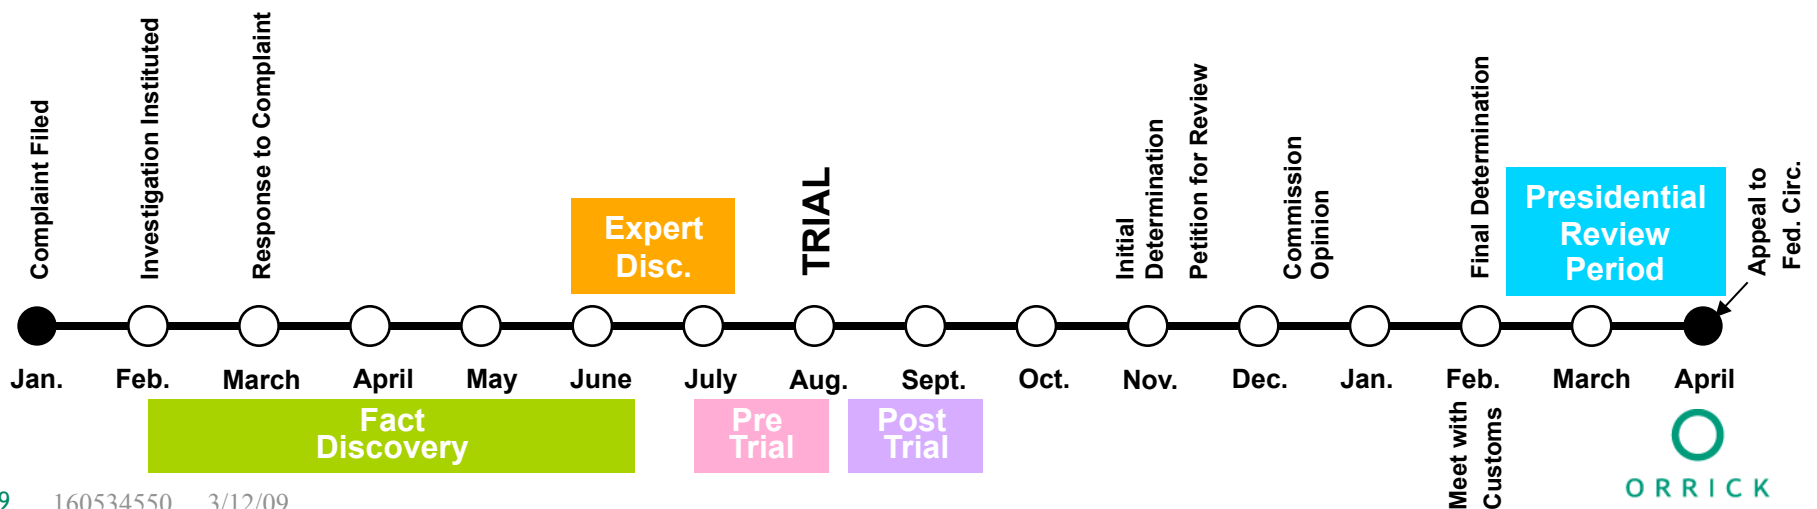 Complaint Filed
Investigation Instituted
Response to Complaint
Expert
Disc.
TRIAL
Initial
Determination
Petition for Review
Commission
Opinion
Final Determination
Presidential
Review
Period
Appeal to
Fed. Circ.
Jan.
Feb.
March
April
May
June
July
Aug.
Sept.
Oct.
Nov.
Dec.
Jan.
Feb.
March
April
Fact
Discovery
Pre
Trial
Post
Trial
Meet with
Customs
ORRICK
9 160534550 3/12/09